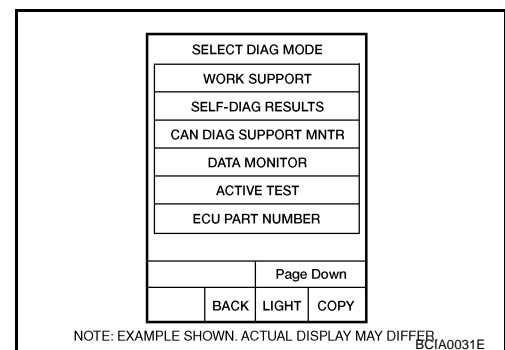 SELECT DIAG MODE
WORK SUPPORT
SELF-DIAG RESULTS
CAN DIAG SUPPORT MNTR
DATA MONITOR
ACTIVE TEST
ECU PART NUMBER
Page Down
BACK LIGHT COPY
NOTE: EXAMPLE SHOWN. ACTUAL DISPLAY MAY DIFFER
BCIA0031E